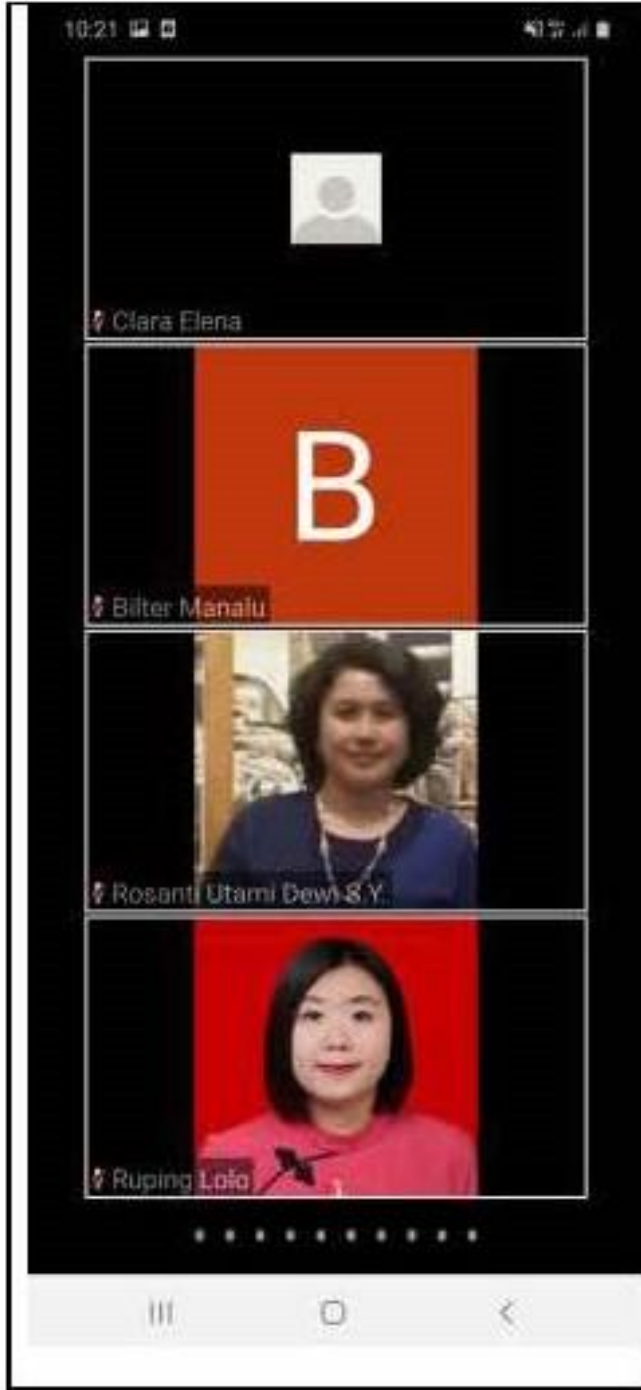 10:21
Clara Elena
B
Bilter Manalu
Rosanti Utami Dewi S.Y.
Ruping Lolo